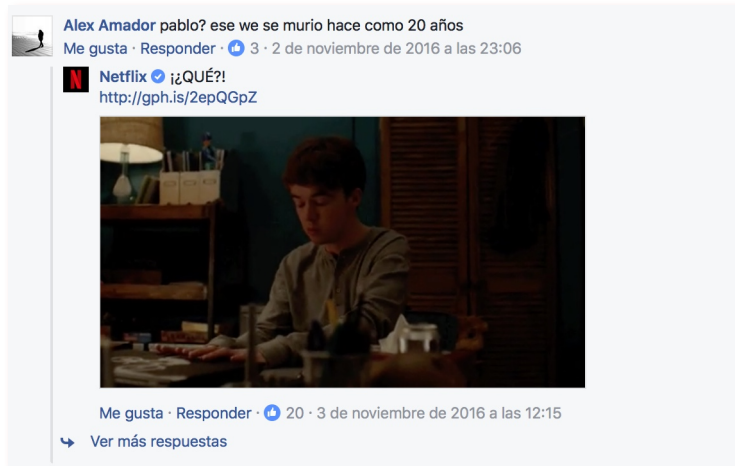 Alex Amador pablo? ese we se murio hace como 20 años
Me gusta · Responder · 3 · 2 de noviembre de 2016 a las 23:06
N
Netflix ¡¿QUÉ?!
http://gph.is/2epQGpZ
Me gusta · Responder · 20 · 3 de noviembre de 2016 a las 12:15
Ver más respuestas